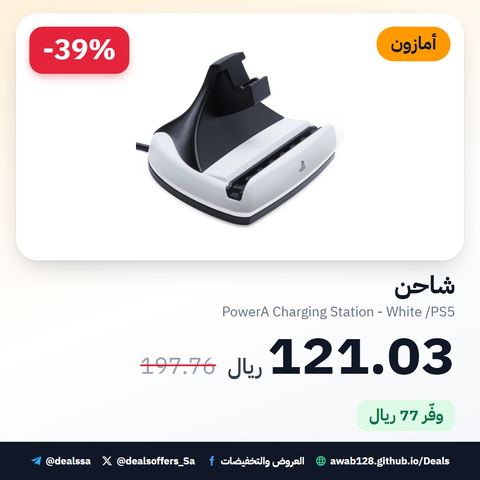 -39%
أمازون
شاحن
PowerA Charging Station - White /PS5
121.03 ريال 197.76
وفّر 77 ريال
@dealssa @dealsoffers_Sa العروض والتخفيضات awab128.github.io/Deals